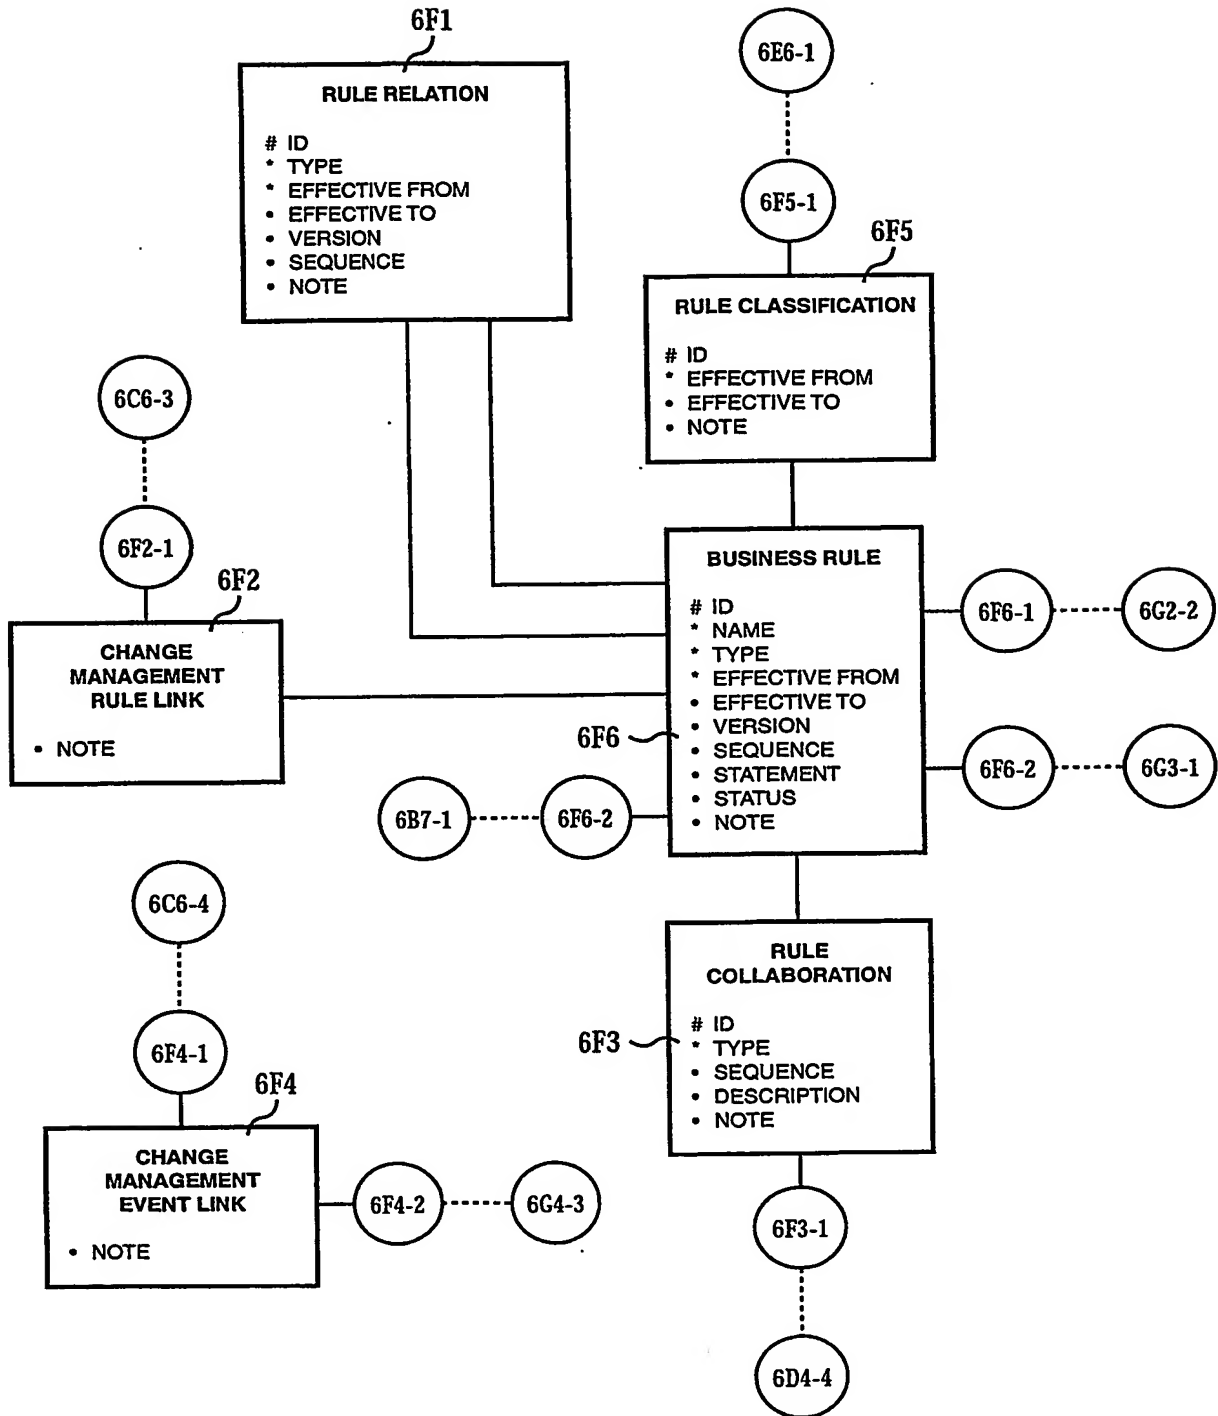 6F1
RULE RELATION
# ID
* TYPE
* EFFECTIVE FROM
• EFFECTIVE TO
• VERSION
• SEQUENCE
• NOTE
6E6-1
6F5-1
6F5
RULE CLASSIFICATION
# ID
* EFFECTIVE FROM
• EFFECTIVE TO
• NOTE
6C6-3
6F2-1
6F2
CHANGE
MANAGEMENT
RULE LINK
• NOTE
BUSINESS RULE
# ID
* NAME
* TYPE
* EFFECTIVE FROM
• EFFECTIVE TO
• VERSION
• SEQUENCE
• STATEMENT
• STATUS
• NOTE
6F6
6F6-1
6G2-2
6F6-2
6G3-1
6B7-1
6F6-2
6C6-4
6F4-1
6F4
CHANGE
MANAGEMENT
EVENT LINK
• NOTE
6F4-2
6G4-3
RULE
COLLABORATION
6F3
# ID
* TYPE
• SEQUENCE
• DESCRIPTION
• NOTE
6F3-1
6D4-4